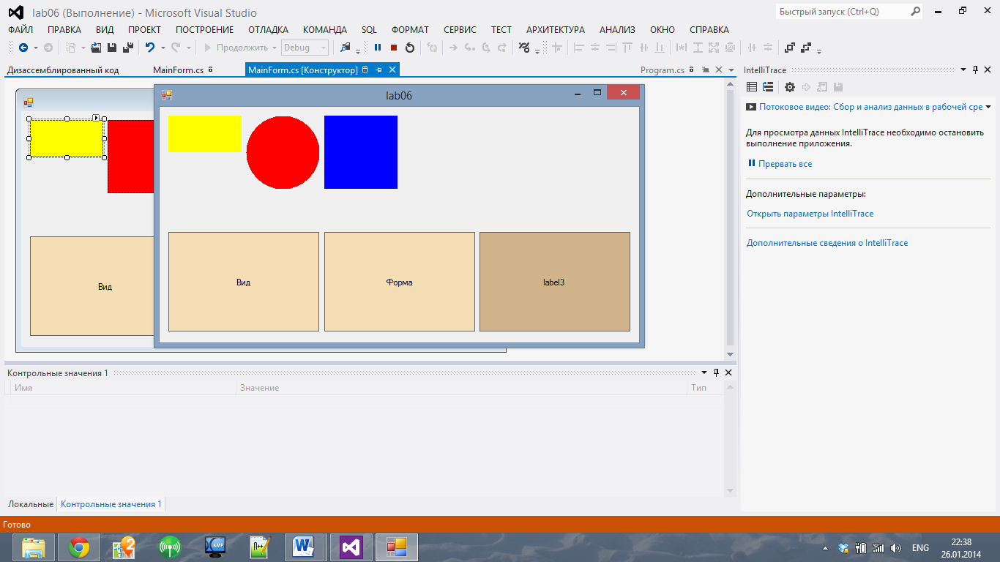 lab06 (Выполнение) - Microsoft Visual Studio
Быстрый запуск (Ctrl+Q)
ФАЙЛ ПРАВКА ВИД ПРОЕКТ ПОСТРОЕНИЕ ОТЛАДКА КОМАНДА SQL ФОРМАТ СЕРВИС ТЕСТ АРХИТЕКТУРА АНАЛИЗ ОКНО СПРАВКА
Продолжить Debug
Дизассемблированный код MainForm.cs MainForm.cs [Конструктор] Program.cs
lab06
Вид
Вид Форма label3
IntelliTrace
Потоковое видео: Сбор и анализ данных в рабочей сре
Для просмотра данных IntelliTrace необходимо остановить
выполнение приложения.
Прервать все
Дополнительные параметры:
Открыть параметры IntelliTrace
Дополнительные сведения о IntelliTrace
Контрольные значения 1
Имя Значение Тип
Локальные Контрольные значения 1
Готово
2
KMP
П++
W
ENG
22:38
26.01.2014